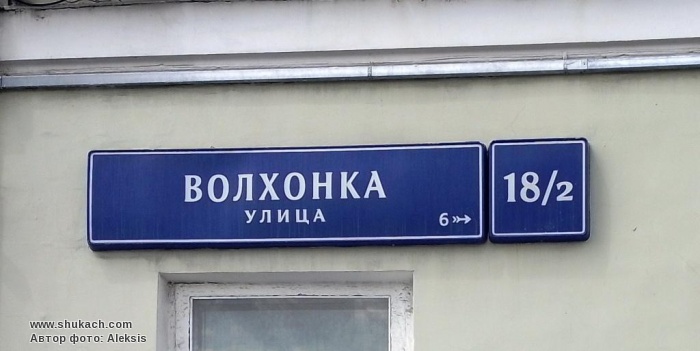 ВОЛХОНКА
УЛИЦА
6
18/2
www.shukach.com
Автор фото: Aleksis